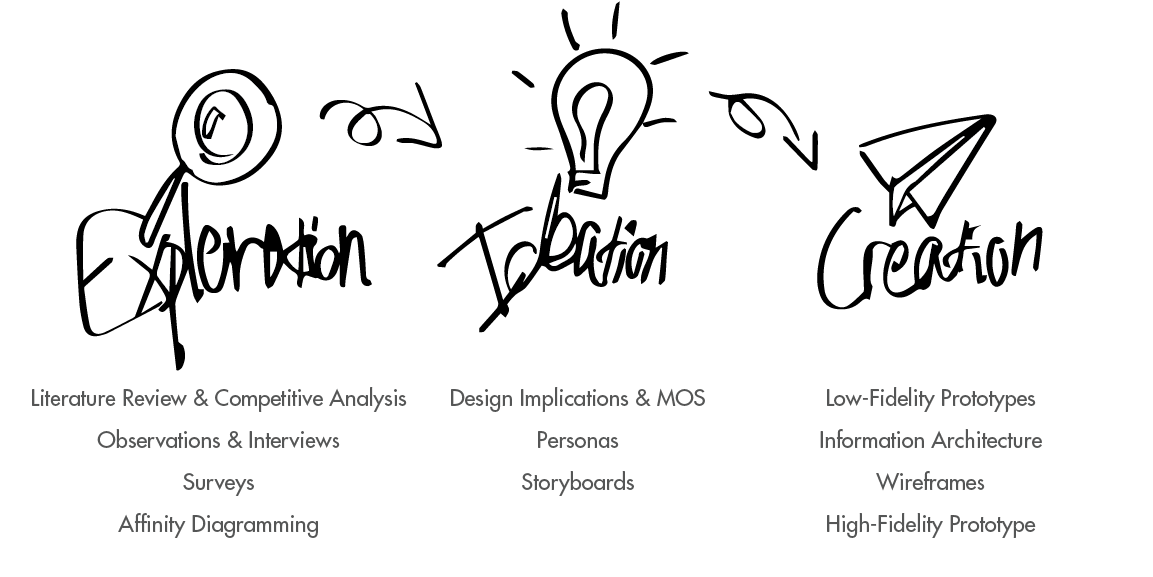 Exploration
Ideation
Creation
Literature Review & Competitive Analysis
Observations & Interviews
Surveys
Affinity Diagramming
Design Implications & MOS
Personas
Storyboards
Low-Fidelity Prototypes
Information Architecture
Wireframes
High-Fidelity Prototype